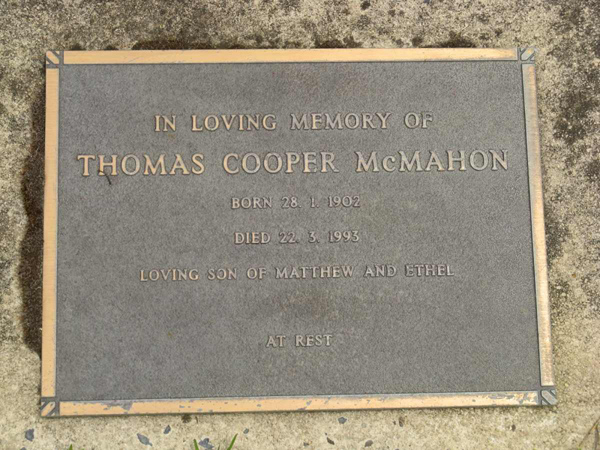 IN LOVING MEMORY OF
THOMAS COOPER McMAHON
BORN 28. 1. 1902
DIED 22. 3. 1993
LOVING SON OF MATTHEW AND ETHEL
AT REST